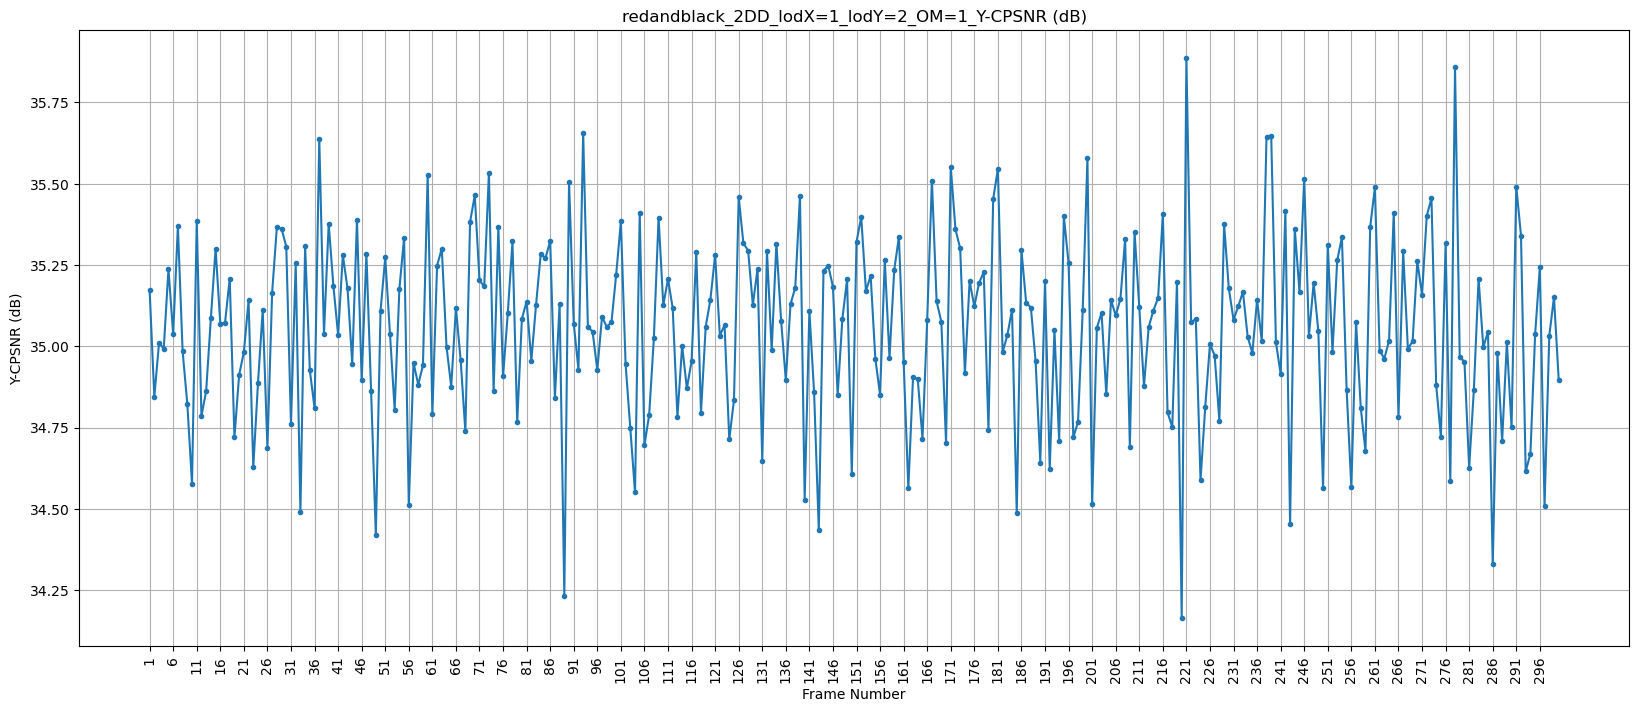 redandblack_2DD_lodX=1_lodY=2_OM=1_Y-CPSNR (dB)
Y-CPSNR (dB)
35.75
35.50
35.25
35.00
34.75
34.50
34.25
1 6 11 16 21 26 31 36 41 46 51 56 61 66 71 76 81 86 91 96 101 106 111 116 121 126 131 136 141 146 151 156 161 166 171 176 181 186 191 196 201 206 211 216 221 226 231 236 241 246 251 256 261 266 271 276 281 286 291 296
Frame Number